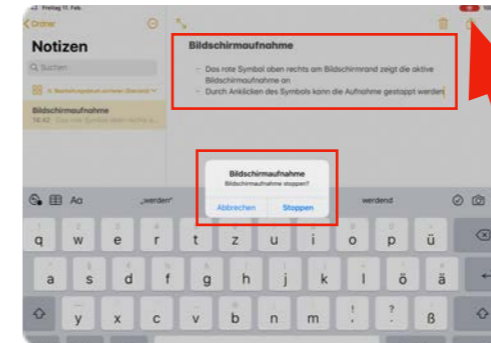 Freitag 11. Feb.
Ordner
Notizen
Suchen
Bildschirmaufnahme
16:42
Bildschirmaufnahme
- Das rote Symbol oben rechts am Bildschirmrand zeigt die aktive
Bildschirmaufnahme an
- Durch Anklicken des Symbols kann die Aufnahme gestoppt werden
Bildschirmaufnahme
Bildschirmaufnahme stoppen?
Abbrechen Stoppen
Aa „werden“ werdend
q w e r t z u i o p ü
a s d f g h j k l ö ä
y x c v b n m ! , ? . ß